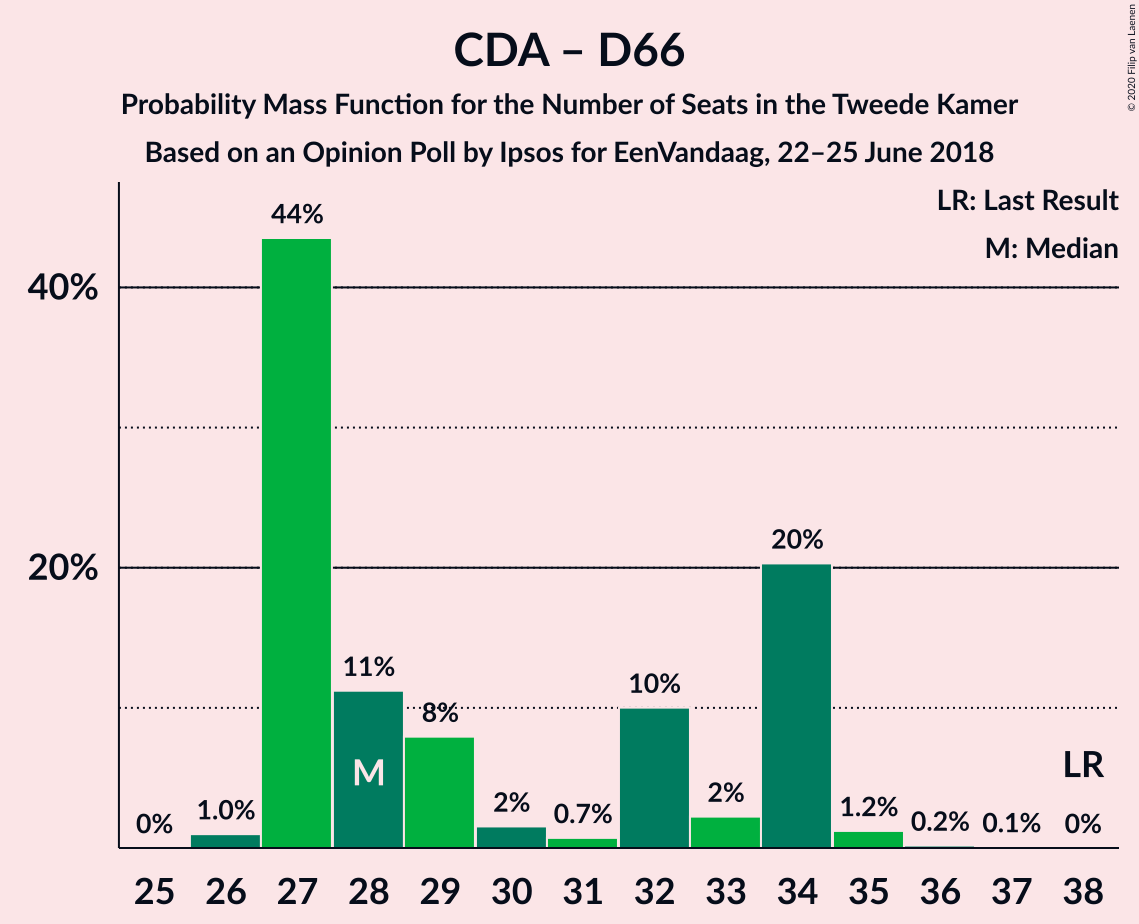 CDA – D66
Probability Mass Function for the Number of Seats in the Tweede Kamer
Based on an Opinion Poll by Ipsos for EenVandaag, 22–25 June 2018
© 2020 Filip van Laenen
LR: Last Result
M: Median
40%
20%
0%
1.0%
44%
11%
8%
2%
0.7%
10%
2%
20%
1.2%
0.2%
0.1%
0%
M
LR
25 26 27 28 29 30 31 32 33 34 35 36 37 38